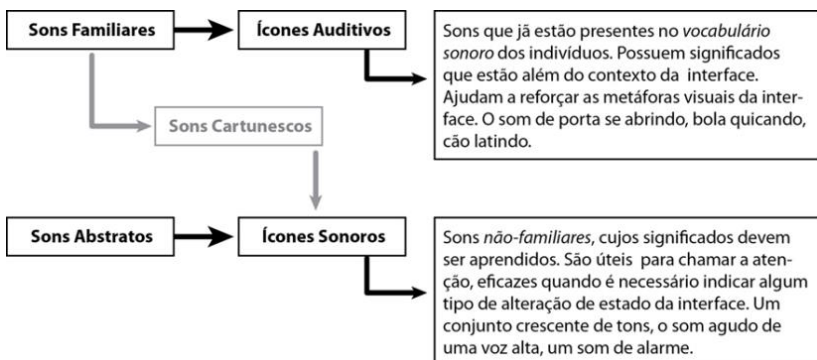 Sons Familiares
Ícones Auditivos
Sons que já estão presentes no vocabulário
sonoro dos indivíduos. Possuem significados
que estão além do contexto da interface.
Ajudam a reforçar as metáforas visuais da inter-
face. O som de porta se abrindo, bola quicando,
cão latindo.
Sons Cartunescos
Sons Abstratos
Ícones Sonoros
Sons não-familiares, cujos significados devem
ser aprendidos. São úteis para chamar a aten-
ção, eficazes quando é necessário indicar algum
tipo de alteração de estado da interface. Um
conjunto crescente de tons, o som agudo de
uma voz alta, um som de alarme.